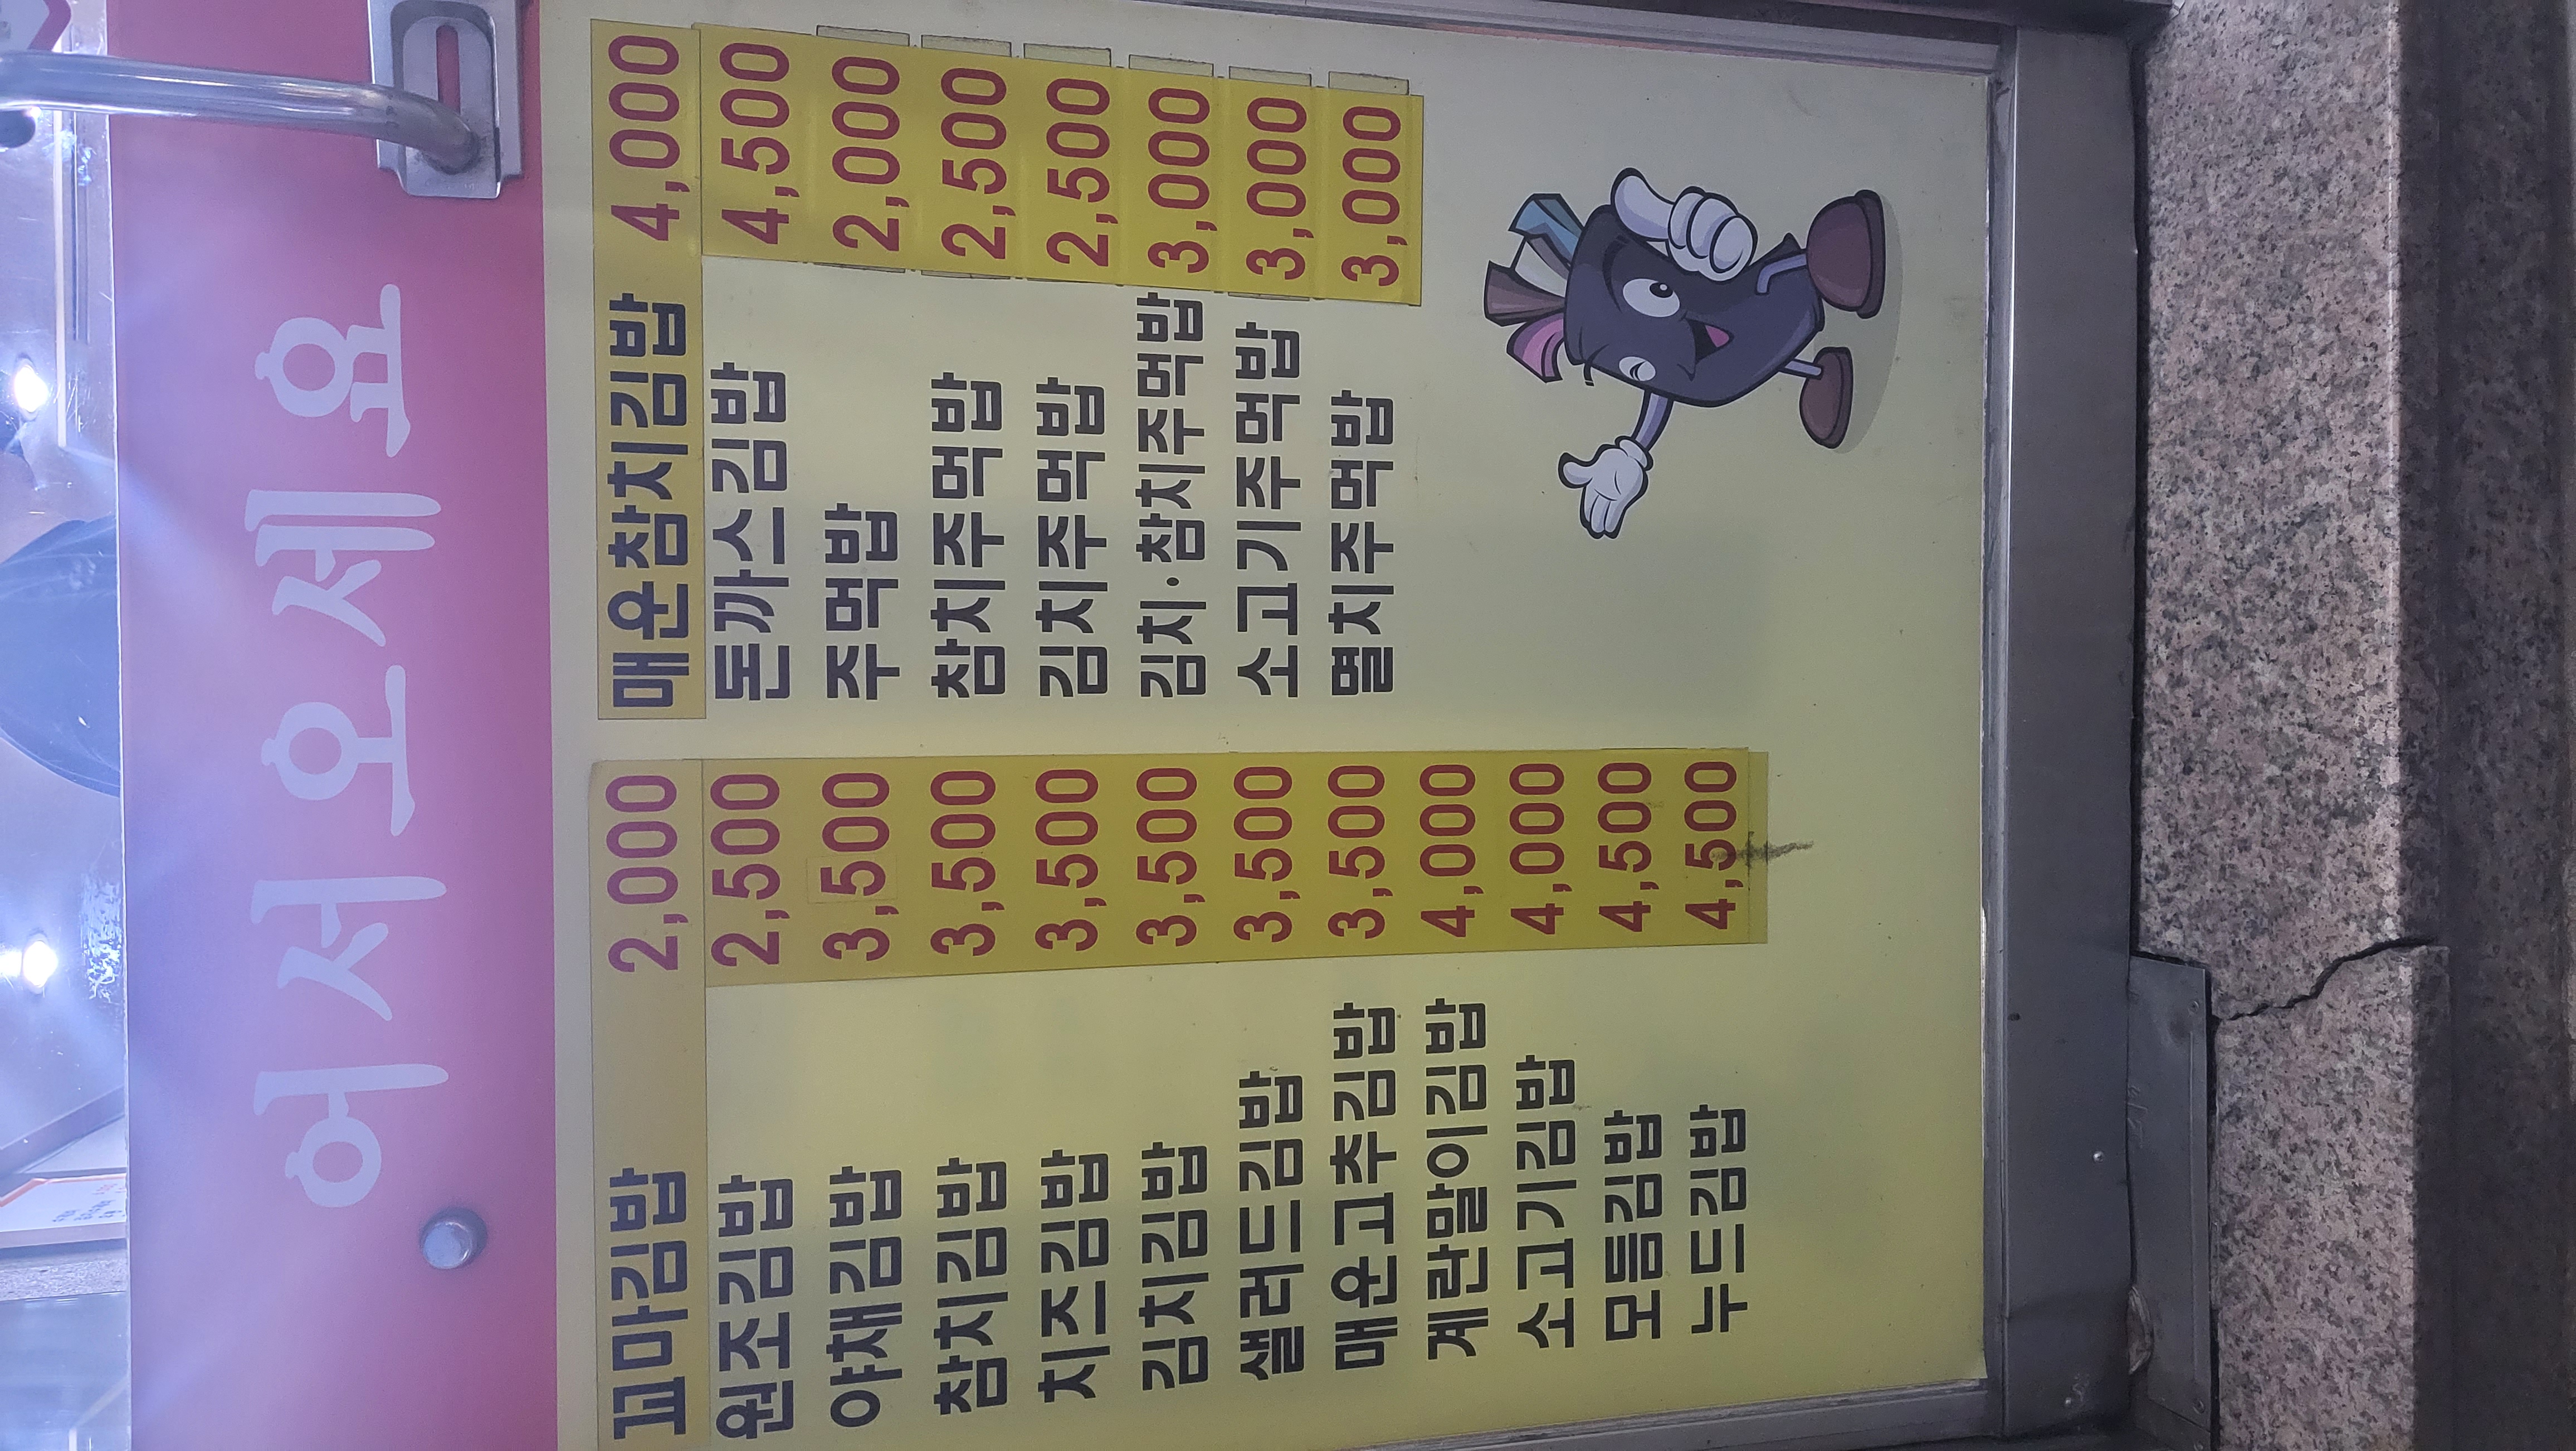 어서오세요
꼬마김밥 2,000
원조김밥 2,500
야채김밥 3,500
참치김밥 3,500
치즈김밥 3,500
김치김밥 3,500
샐러드김밥 3,500
매운고추김밥 3,500
계란말이김밥 4,000
소고기김밥 4,000
모듬김밥 4,500
누드김밥 4,500
매운참치김밥 4,000
돈까스김밥 4,500
주먹밥 2,000
참치주먹밥 2,500
김치주먹밥 2,500
김치·참치주먹밥 3,000
소고기주먹밥 3,000
멸치주먹밥 3,000